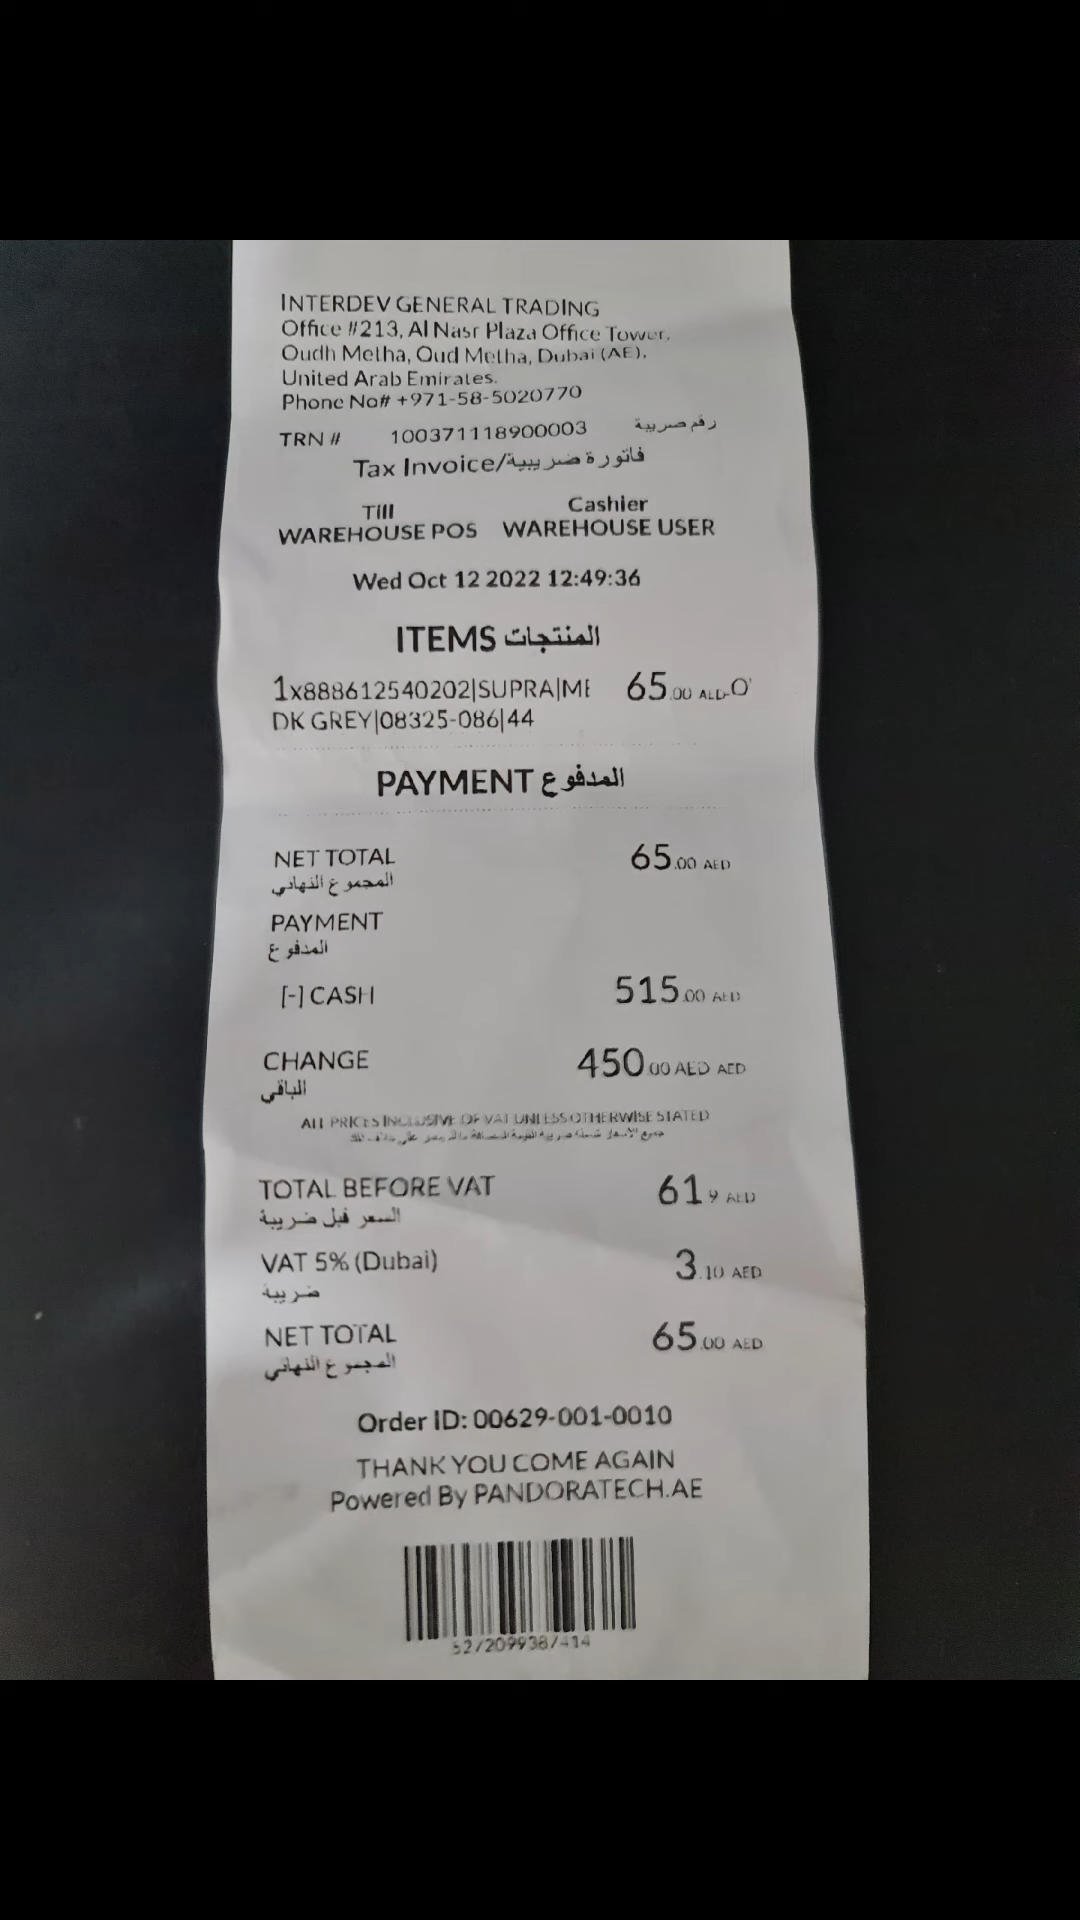 INTERDEV GENERAL TRADING
Office #213, Al Nasr Plaza Office Tower,
Oudh Metha, Oud Metha, Dubai (AE),
United Arab Emirates.
Phone No# +971-58-5020770
TRN # 100371118900003 رقم ضريبة
Tax Invoice/فاتورة ضريبية
Till Cashier
WAREHOUSE POS WAREHOUSE USER
Wed Oct 12 2022 12:49:36
ITEMS المنتجات
1x888612540202|SUPRA|ME 65.00
DK GREY|08325-086|44
PAYMENT المدفوع
NET TOTAL 65.00 AED
المجموع النهائي
PAYMENT
المدفوع
[-] CASH 515.00 AED
CHANGE 450.00 AED AED
الباقي
ALL PRICES INCLUSIVE OF VAT UNLESS OTHERWISE STATED
TOTAL BEFORE VAT 61.9 AED
السعر قبل ضريبة
VAT 5% (Dubai) 3.10 AED
ضريبة
NET TOTAL 65.00 AED
المجموع النهائي
Order ID: 00629-001-0010
THANK YOU COME AGAIN
Powered By PANDORATECH.AE